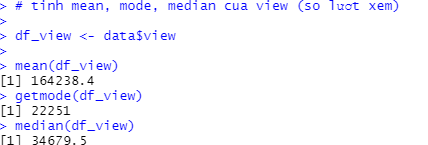 > # tinh mean, mode, median cua view (so lượt xem)
>
> df_view <- data$view
>
> mean(df_view)
[1] 164238.4
> getmode(df_view)
[1] 22251
> median(df_view)
[1] 34679.5